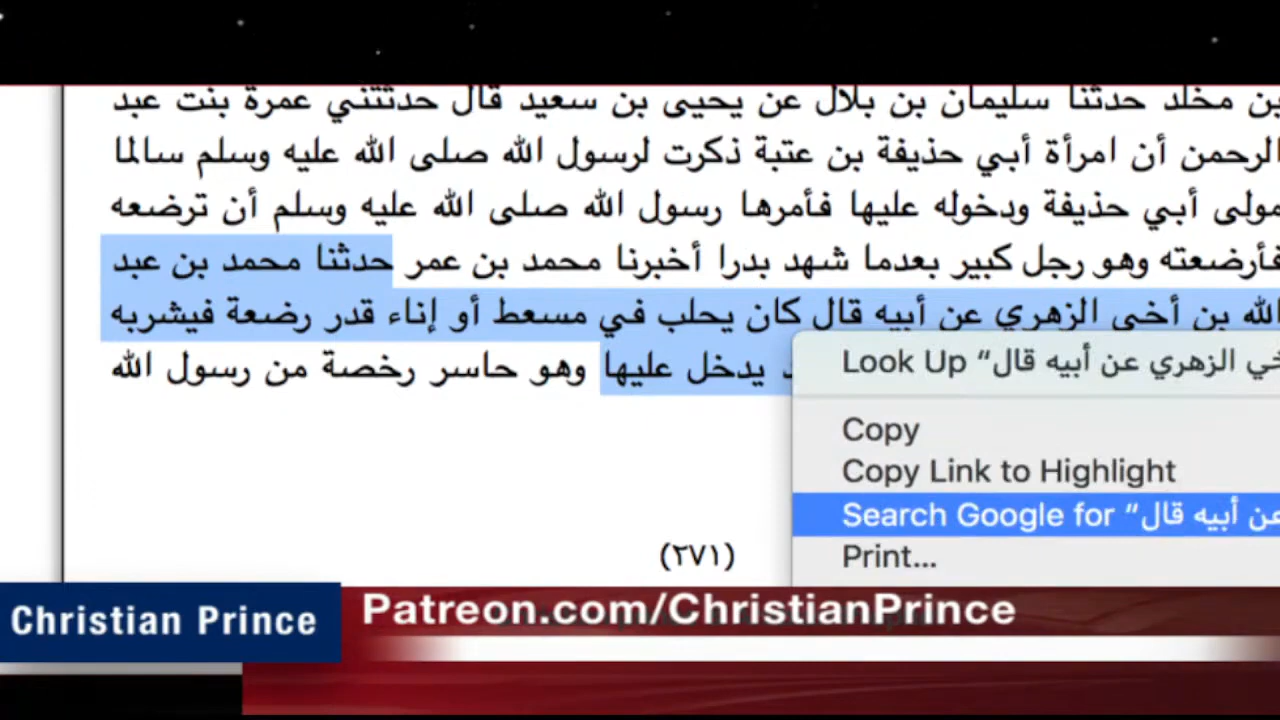 بن مخلد حدثنا سليمان بن بلال عن يحيى بن سعيد قال حدثتني عمرة بنت عبد
الرحمن أن امرأة أبي حذيفة بن عتبة ذكرت لرسول الله صلى الله عليه وسلم سالما
مولى أبي حذيفة ودخوله عليها فأمرها رسول الله صلى الله عليه وسلم أن ترضعه
فأرضعته وهو رجل كبير بعدما شهد بدرا أخبرنا محمد بن عمر حدثنا محمد بن عبد
الله بن أخي الزهري عن أبيه قال كان يحلب في مسعط أو إناء قدر رضعة فيشربه
يدخل عليها وهو حاسر رخصة من رسول الله
Look Up “خي الزهري عن أبيه قال
Copy
Copy Link to Highlight
Search Google for “عن أبيه قال
Print...
(٢٧١)
Christian Prince
Patreon.com/ChristianPrince